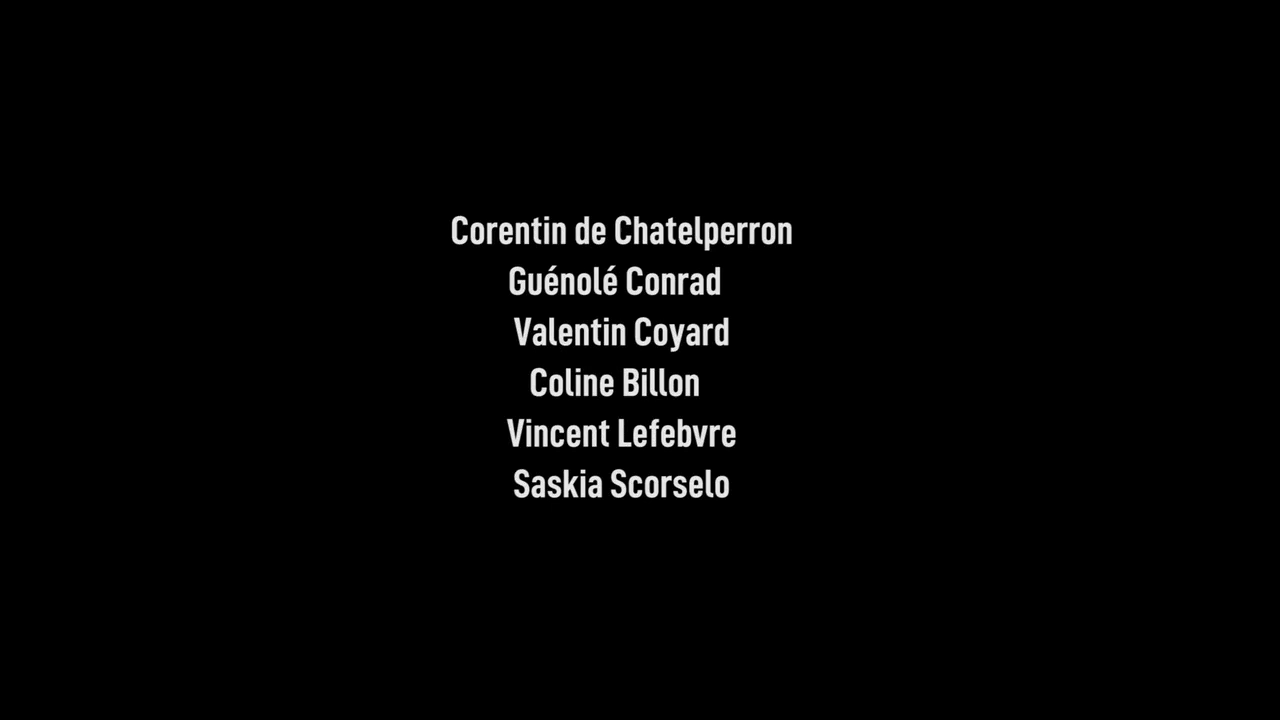 Corentin de Chatelperron
Guénolé Conrad
Valentin Coyard
Coline Billon
Vincent Lefebvre
Saskia Scorselo